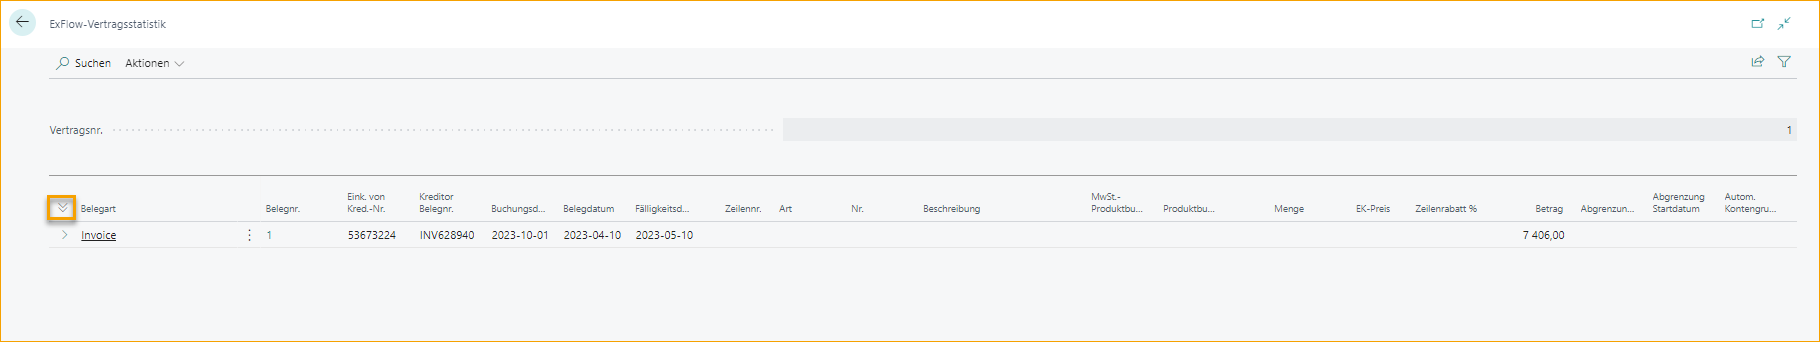 ExFlow-Vertragsstatistik
Suchen Aktionen
Vertragsnr. 1
Belegart Belegnr. Eink. von Kred.-Nr. Kreditor Belegnr. Buchungsd... Belegdatum Fälligkeitsd... Zeilennr. Art Nr. Beschreibung MwSt.-Produktbu... Produktbu... Menge EK-Preis Zeilenrabatt % Betrag Abgrenzun... Abgrenzung Startdatum Autom. Kontengru...
Invoice 1 53673224 INV628940 2023-10-01 2023-04-10 2023-05-10 7 406,00